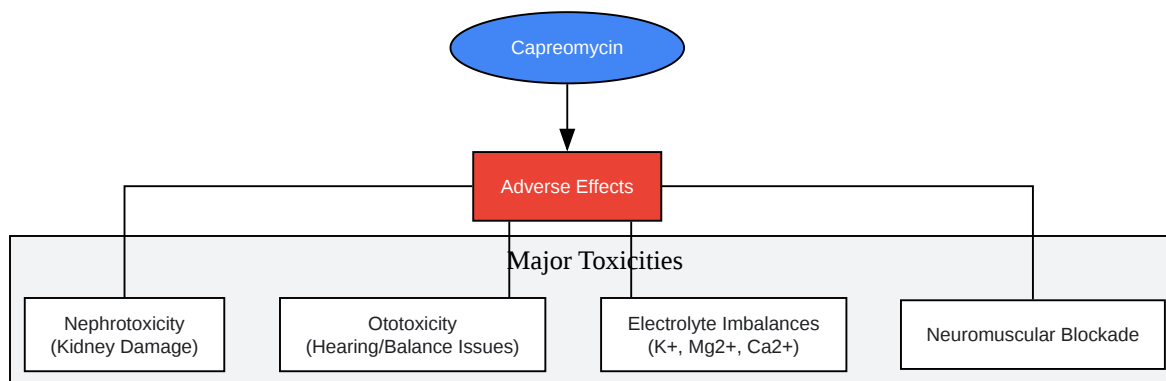 Capreomycin
Adverse Effects
Major Toxicities
Nephrotoxicity
(Kidney Damage)
Ototoxicity
(Hearing/Balance Issues)
Electrolyte Imbalances
(K+, Mg2+, Ca2+)
Neuromuscular Blockade